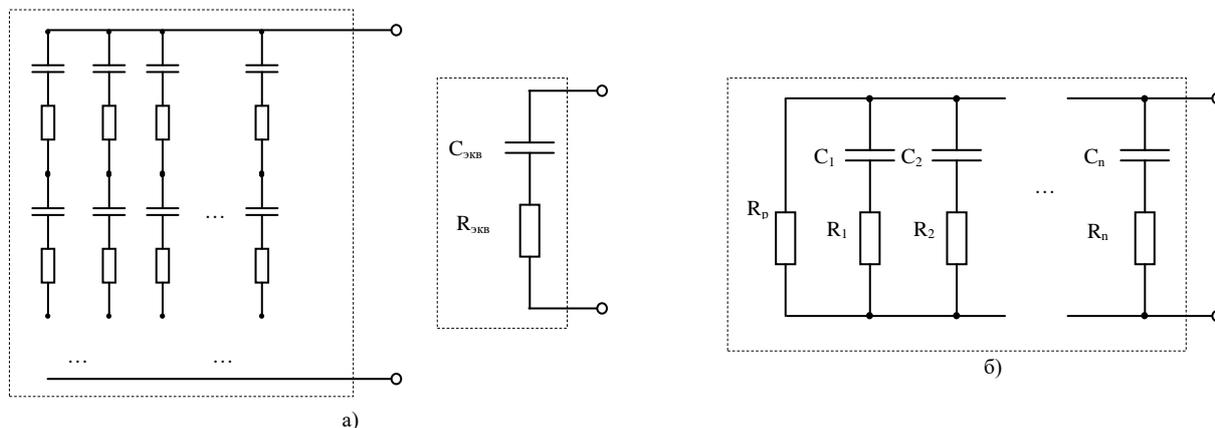 C₁
C₂
Cₙ
Cэкв
…
…
Rр
R₁
R₂
Rₙ
Rэкв
…
…
б)
а)